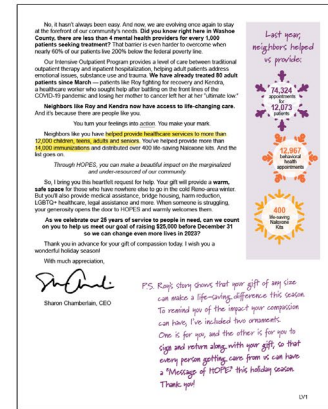 No, it hasn't always been easy. And now, we are evolving once again to stay
at the forefront of our community's needs. Did you know right here in Washoe
County, there are less than 4 mental health providers for every 1,000
patients seeking treatment? That barrier is even harder to overcome when
nearly 60% of our patients live 200% below the federal poverty line.
Our Intensive Outpatient Program provides a level of care between traditional
outpatient therapy and inpatient hospitalization, helping adult patients address
emotional issues, substance use and trauma. We have already treated 80 adult
patients since March — patients like Roy fighting for recovery and Kendra,
a healthcare worker who sought help after battling on the front lines of the
COVID-19 pandemic and losing her mother to cancer left her at her "ultimate low."
Neighbors like Roy and Kendra now have access to life-changing care.
And it's because there are people like you.
You turn your feelings into action. You make your mark.
Neighbors like you have helped provide healthcare services to more than
12,000 children, teens, adults and seniors. You've helped provide more than
14,000 immunizations and distributed over 400 life-saving Naloxone kits. And the
list goes on.
Through HOPES, you can make a beautiful impact on the marginalized
and under-resourced of our community.
So, I bring you this heartfelt request for help. Your gift will provide a warm,
safe space for those who have nowhere else to go in the cold Reno-area winter.
But you'll also provide medical assistance, bridge housing, harm reduction,
LGBTQ+ healthcare, legal assistance and more. When someone is struggling,
your generosity opens the door to HOPES and warmly welcomes them.
As we celebrate our 25 years of service to people in need, can we count
on you to help us meet our goal of raising $25,000 before December 31
so we can change even more lives in 2023?
Thank you in advance for your gift of compassion today. I wish you a
wonderful holiday season!
With much appreciation,
Sharon Chamberlain, CEO
P.S. Roy's story shows that your gift of any size
can make a life-saving difference this season.
To remind you of the impact your compassion
can have, I've included two ornaments.
One is for you, and the other is for you to
sign and return along with your gift, so that
every person getting care from us can have
a "Message of HOPE" this holiday season.
Thank you!
Last year,
neighbors helped
us provide:
74,324
appointments
for
12,073
patients
12,967
behavioral
health
appointments
400
life-saving
Naloxone
Kits
LV1